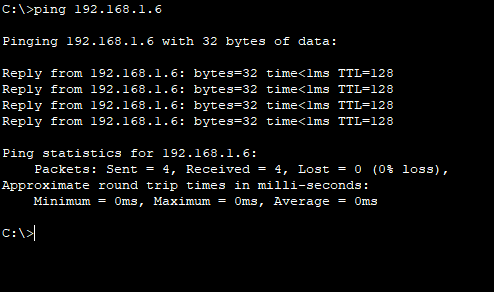 C:\>ping 192.168.1.6
Pinging 192.168.1.6 with 32 bytes of data:
Reply from 192.168.1.6: bytes=32 time<1ms TTL=128
Reply from 192.168.1.6: bytes=32 time<1ms TTL=128
Reply from 192.168.1.6: bytes=32 time<1ms TTL=128
Reply from 192.168.1.6: bytes=32 time<1ms TTL=128
Ping statistics for 192.168.1.6:
    Packets: Sent = 4, Received = 4, Lost = 0 (0% loss),
Approximate round trip times in milli-seconds:
    Minimum = 0ms, Maximum = 0ms, Average = 0ms
C:\>